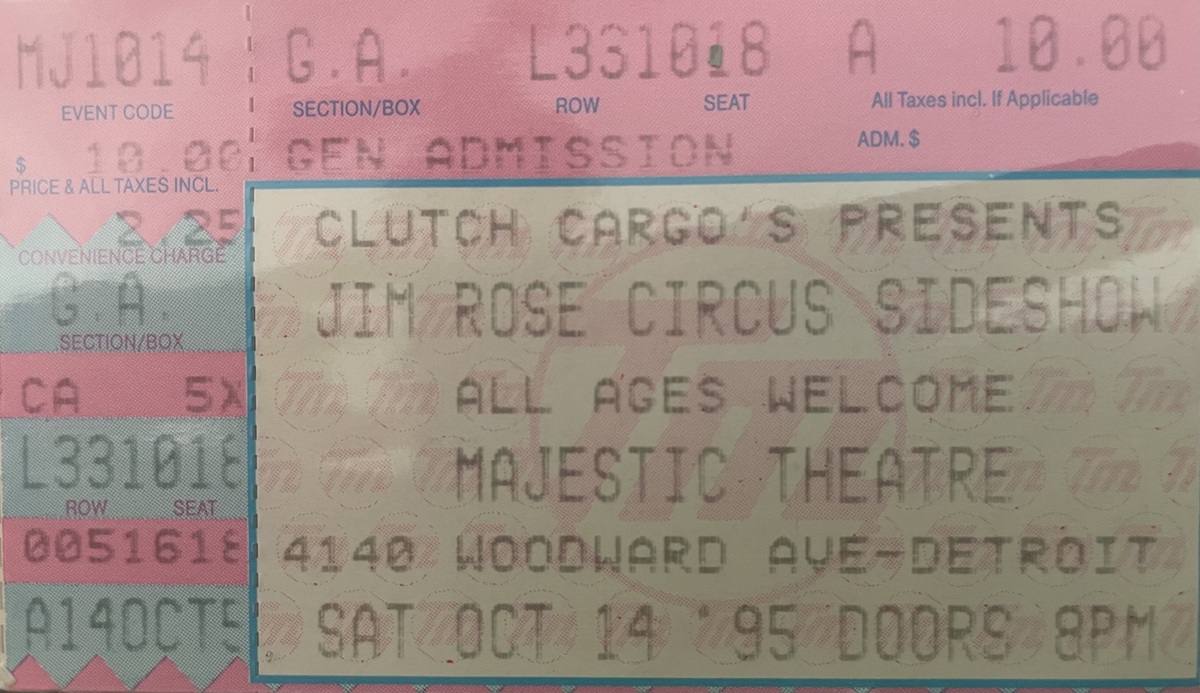 MJ1014 G.A. L331018 A 10.00
EVENT CODE SECTION/BOX ROW SEAT All Taxes incl. If Applicable
ADM. $
$ 10.00 GEN ADMISSION
PRICE & ALL TAXES INCL.
2.25
CONVENIENCE CHARGE
G.A.
SECTION/BOX
CA 5X
L331018
ROW SEAT
0051618
A14OCT5
CLUTCH CARGO'S PRESENTS
JIM ROSE CIRCUS SIDESHOW
ALL AGES WELCOME
MAJESTIC THEATRE
4140 WOODWARD AVE-DETROIT
SAT OCT 14 '95 DOORS 8PM